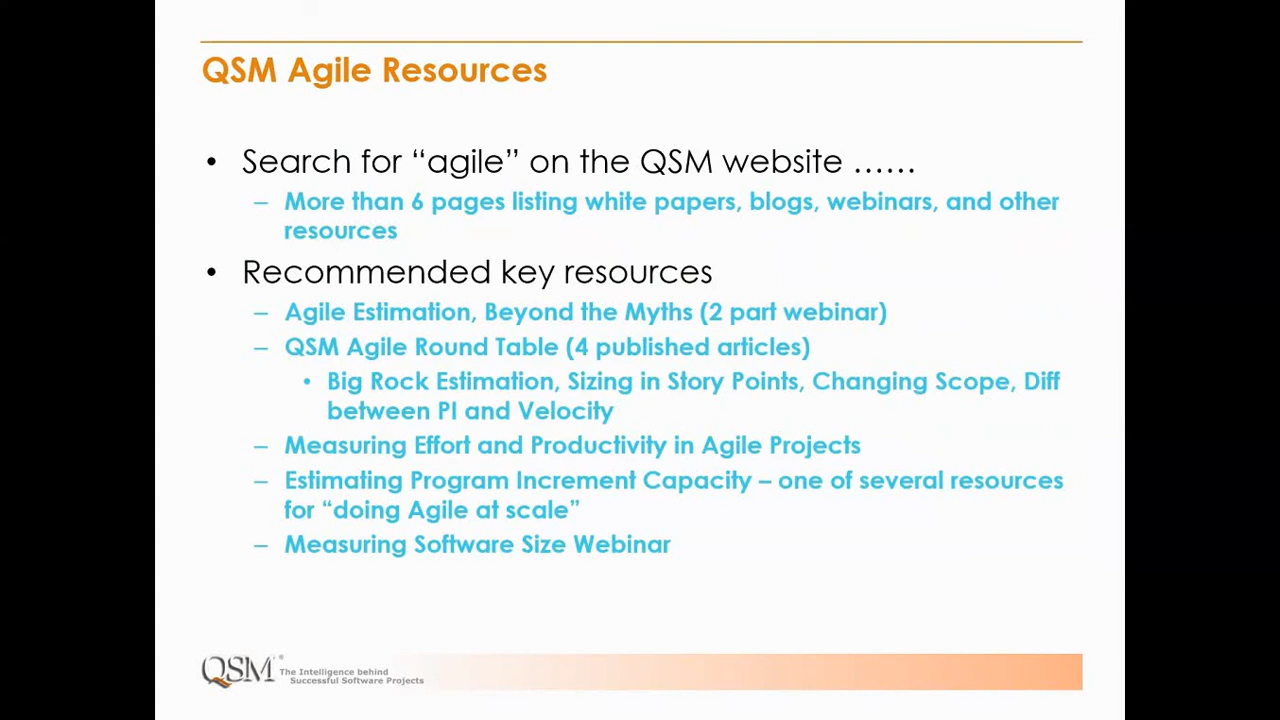 QSM Agile Resources
• Search for “agile” on the QSM website ......
– More than 6 pages listing white papers, blogs, webinars, and other
resources
• Recommended key resources
– Agile Estimation, Beyond the Myths (2 part webinar)
– QSM Agile Round Table (4 published articles)
• Big Rock Estimation, Sizing in Story Points, Changing Scope, Diff
between PI and Velocity
– Measuring Effort and Productivity in Agile Projects
– Estimating Program Increment Capacity – one of several resources
for “doing Agile at scale”
– Measuring Software Size Webinar
QSM®
The Intelligence behind
Successful Software Projects